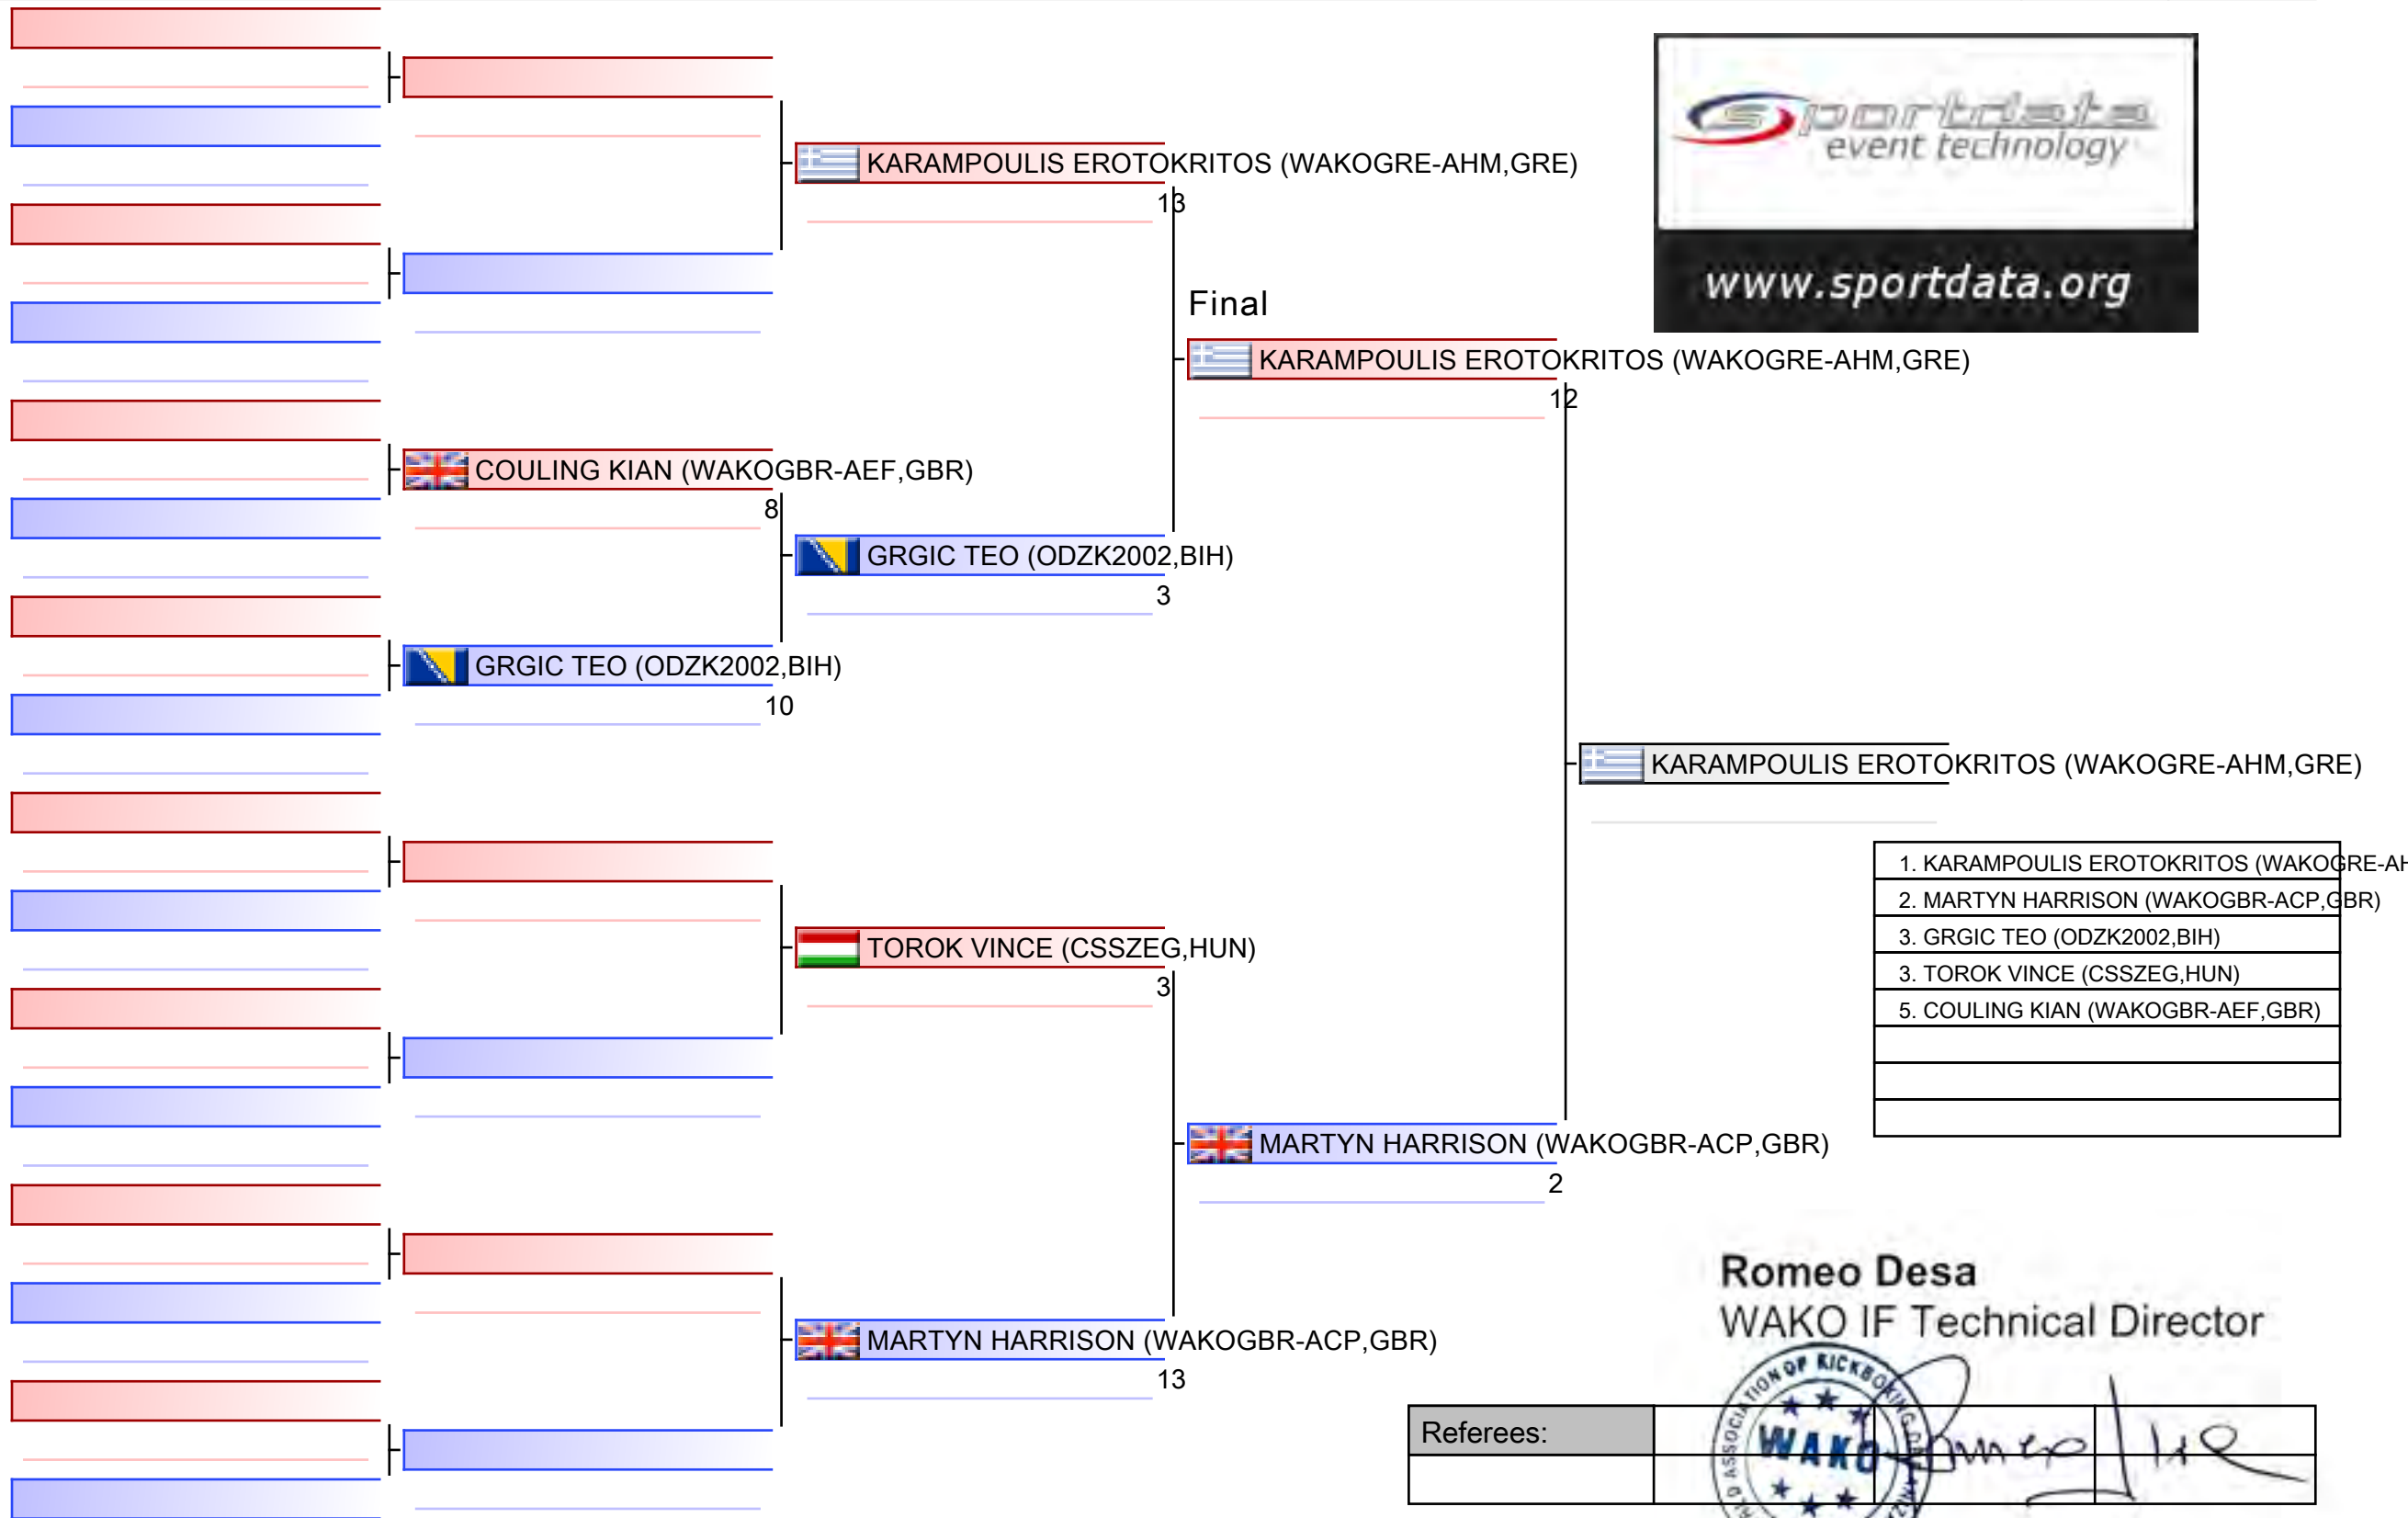 sportdata
event technology
www.sportdata.org
KARAMPOULIS EROTOKRITOS (WAKOGRE-AHM,GRE)
13
Final
KARAMPOULIS EROTOKRITOS (WAKOGRE-AHM,GRE)
12
COULING KIAN (WAKOGBR-AEF,GBR)
8
GRGIC TEO (ODZK2002,BIH)
3
GRGIC TEO (ODZK2002,BIH)
10
KARAMPOULIS EROTOKRITOS (WAKOGRE-AHM,GRE)
1. KARAMPOULIS EROTOKRITOS (WAKOGRE-AH
2. MARTYN HARRISON (WAKOGBR-ACP,GBR)
3. GRGIC TEO (ODZK2002,BIH)
3. TOROK VINCE (CSSZEG,HUN)
5. COULING KIAN (WAKOGBR-AEF,GBR)
TOROK VINCE (CSSZEG,HUN)
3
MARTYN HARRISON (WAKOGBR-ACP,GBR)
2
MARTYN HARRISON (WAKOGBR-ACP,GBR)
13
Romeo Desa
WAKO IF Technical Director
Referees:
ASSOCIATION OF KICKBOXING
WAKO